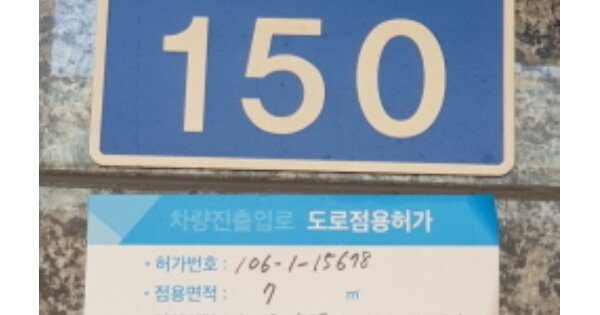 150
차량진출입로 도로점용허가
• 허가번호 : 106-1-15678
• 점용면적 : 7 ㎡